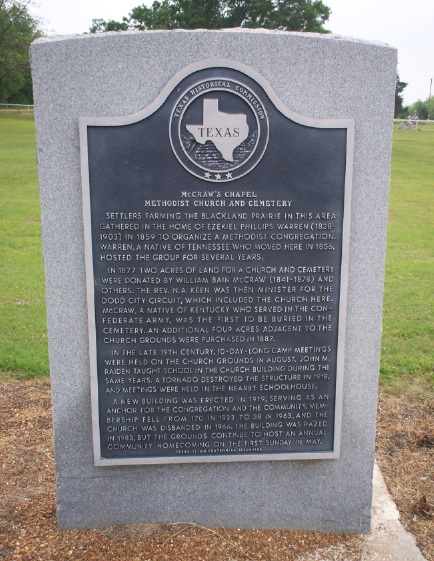 TEXAS HISTORICAL COMMISSION
TEXAS
McCRAW'S CHAPEL
METHODIST CHURCH AND CEMETERY
SETTLERS FARMING THE BLACKLAND PRAIRIE IN THIS AREA
GATHERED IN THE HOME OF EZEKIEL PHILLIPS WARREN (1828-
1903) IN 1859 TO ORGANIZE A METHODIST CONGREGATION.
WARREN, A NATIVE OF TENNESSEE WHO MOVED HERE IN 1856,
HOSTED THE GROUP FOR SEVERAL YEARS.
IN 1877 TWO ACRES OF LAND FOR A CHURCH AND CEMETERY
WERE DONATED BY WILLIAM BAIN McCRAW (1841-1878) AND
OTHERS. THE REV. N.A. KEEN WAS THEN MINISTER FOR THE
DODD CITY CIRCUIT, WHICH INCLUDED THE CHURCH HERE.
McCRAW, A NATIVE OF KENTUCKY WHO SERVED IN THE CON-
FEDERATE ARMY, WAS THE FIRST TO BE BURIED IN THE
CEMETERY. AN ADDITIONAL FOUR ACRES ADJACENT TO THE
CHURCH GROUNDS WERE PURCHASED IN 1887.
IN THE LATE 19TH CENTURY, 10-DAY-LONG CAMP MEETINGS
WERE HELD ON THE CHURCH GROUNDS IN AUGUST. JOHN M.
RAIDEN TAUGHT SCHOOL IN THE CHURCH BUILDING DURING THE
SAME YEARS. A TORNADO DESTROYED THE STRUCTURE IN 1918,
AND MEETINGS WERE HELD IN THE NEARBY SCHOOLHOUSE.
A NEW BUILDING WAS ERECTED IN 1919, SERVING AS AN
ANCHOR FOR THE CONGREGATION AND THE COMMUNITY. MEM-
BERSHIP FELL FROM 170 IN 1923 TO 38 IN 1963, AND THE
CHURCH WAS DISBANDED IN 1966. THE BUILDING WAS RAZED
IN 1983, BUT THE GROUNDS CONTINUE TO HOST AN ANNUAL
COMMUNITY HOMECOMING ON THE FIRST SUNDAY IN MAY.